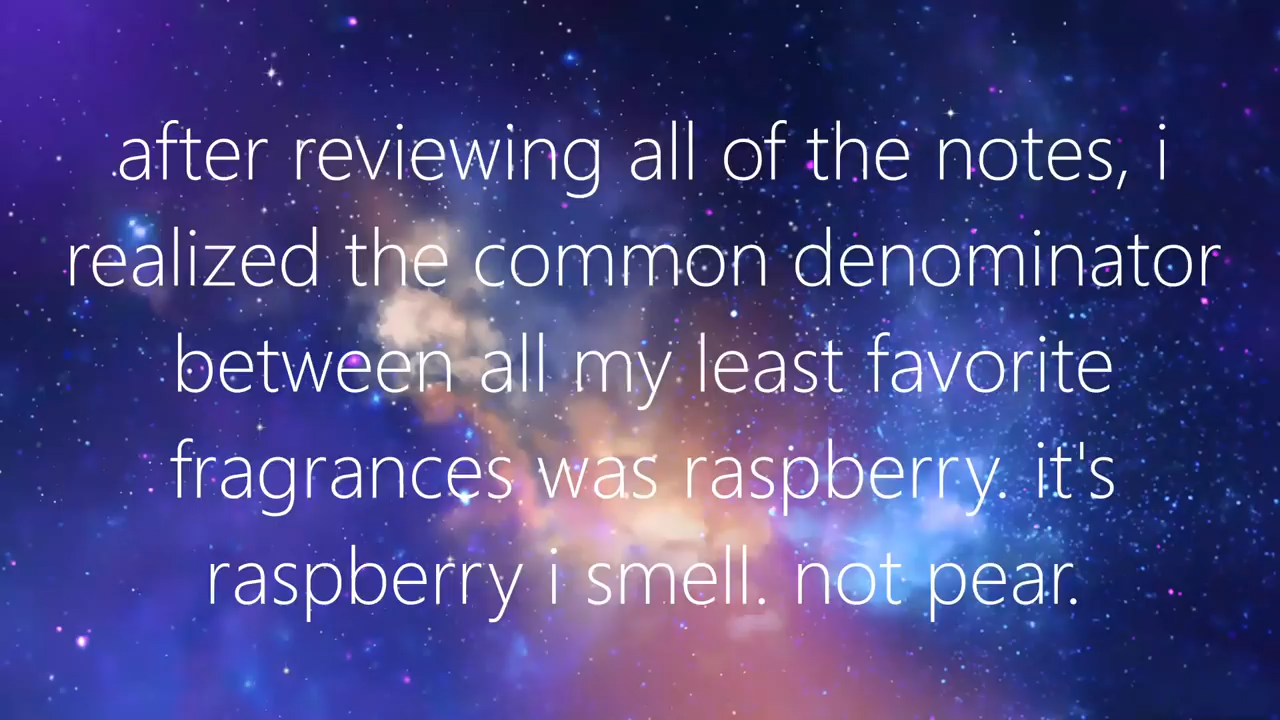 after reviewing all of the notes, i
realized the common denominator
between all my least favorite
fragrances was raspberry. it's
raspberry i smell. not pear.